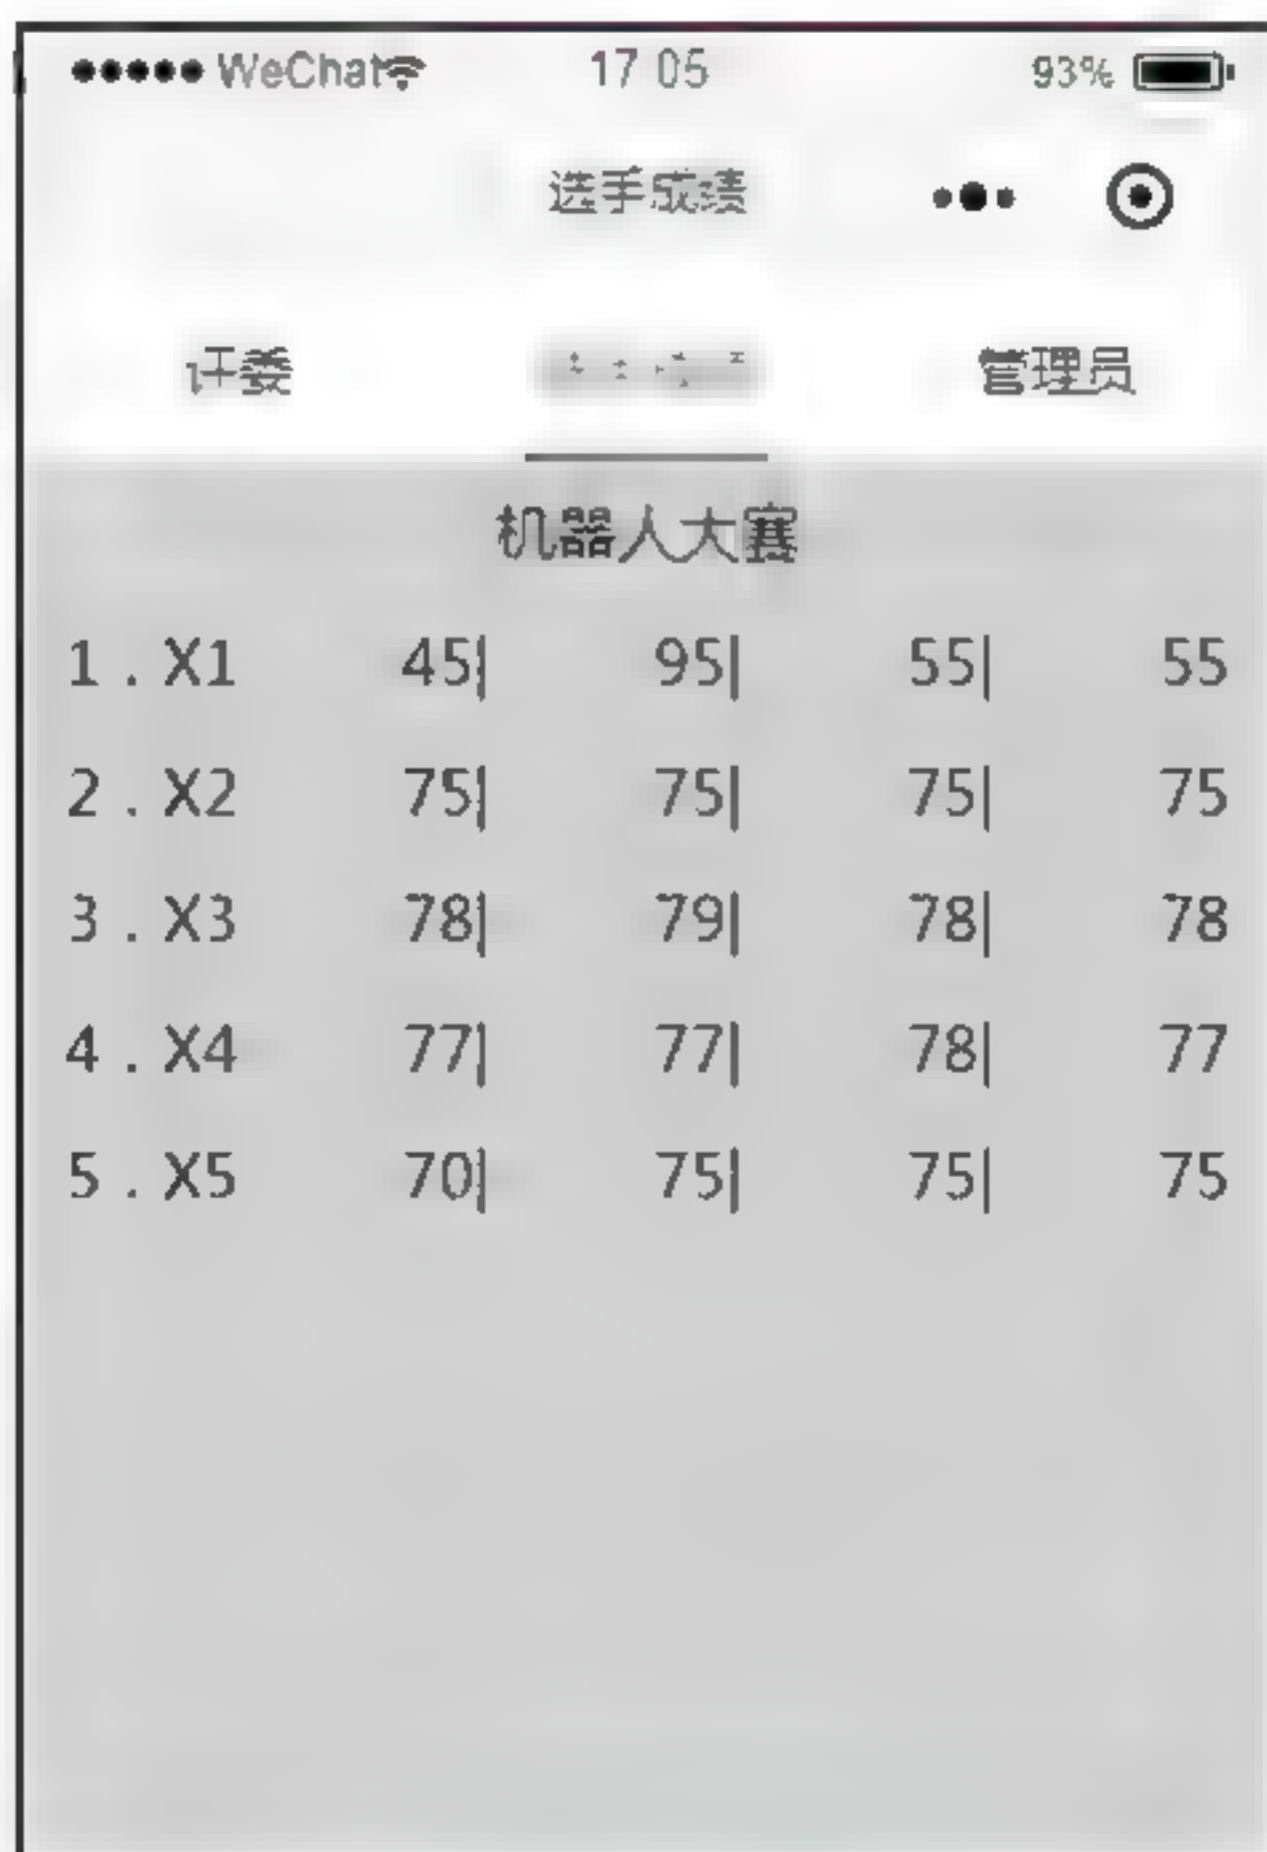 WeChat 17 05 93%
选手成绩
评委 管理员
机器人大赛
1 . X1 45| 95| 55| 55
2 . X2 75| 75| 75| 75
3 . X3 78| 79| 78| 78
4 . X4 77| 77| 78| 77
5 . X5 70| 75| 75| 75